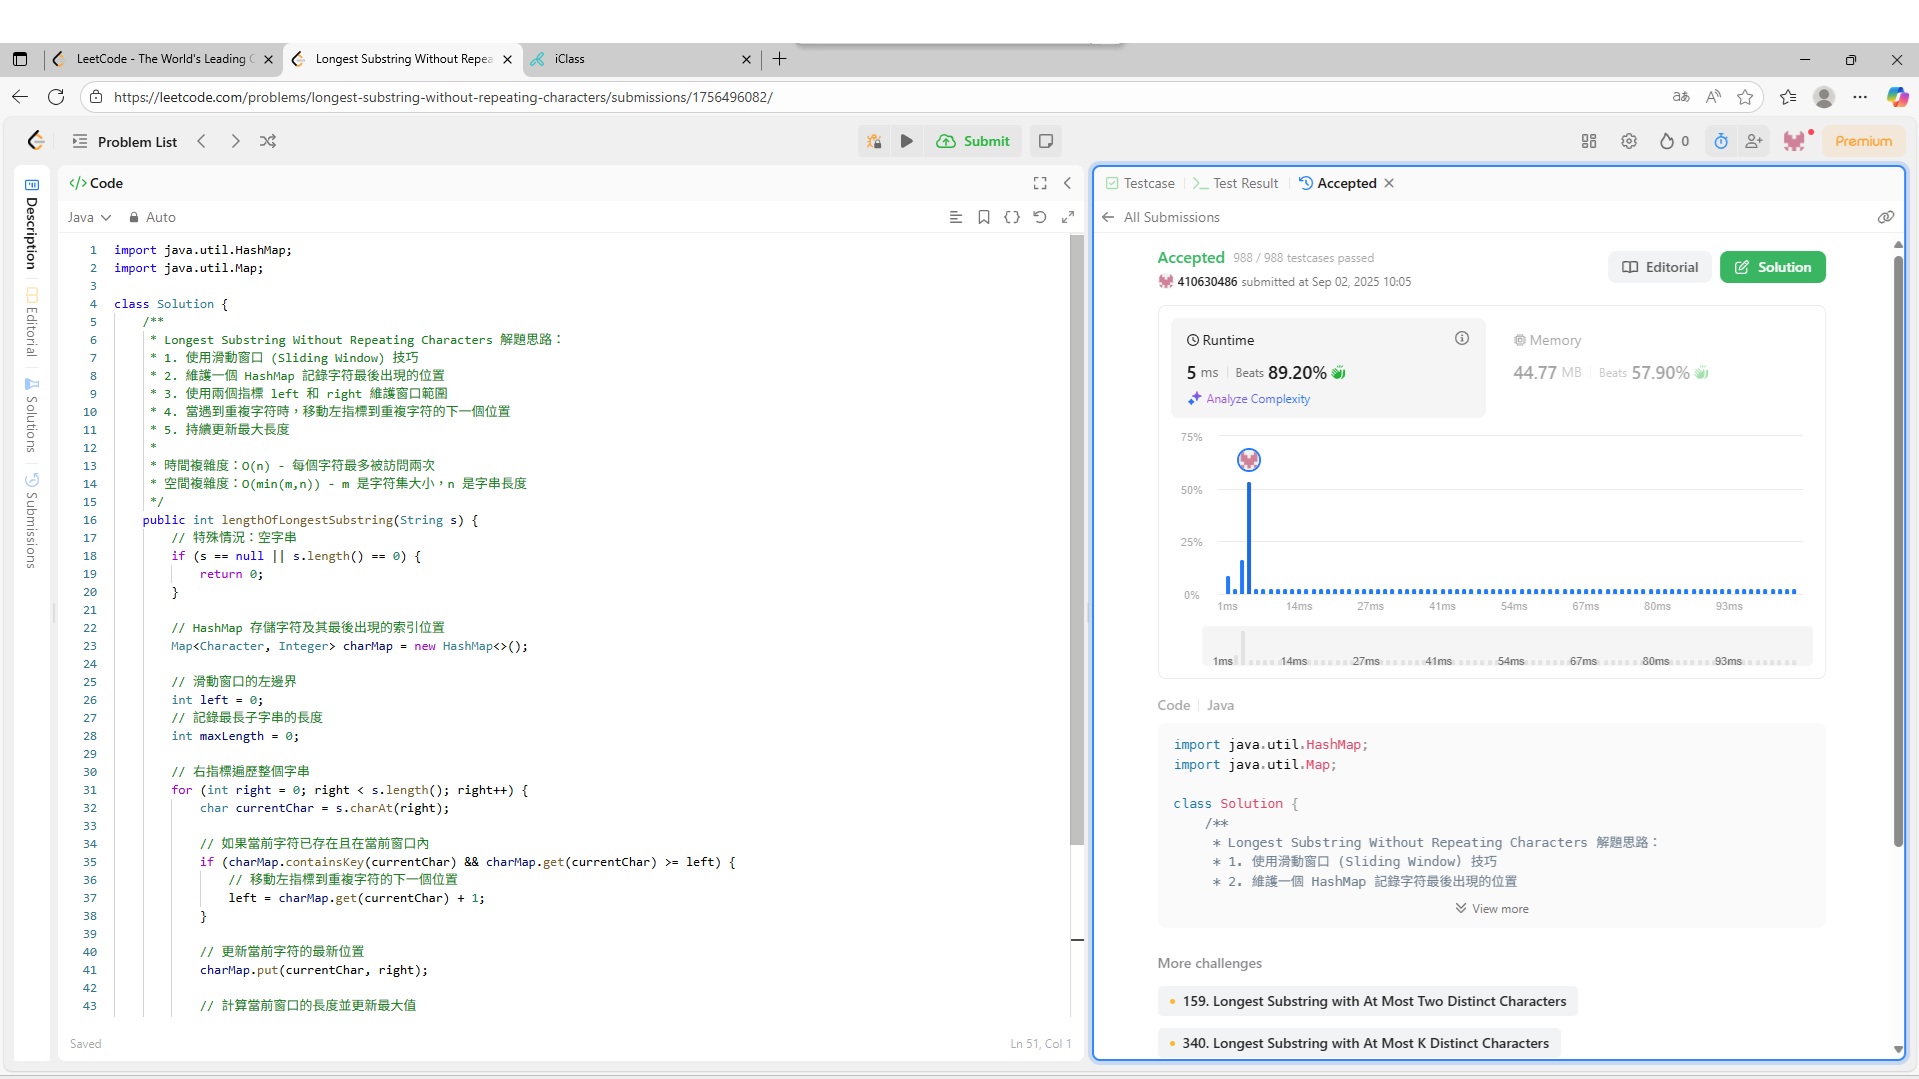 LeetCode - The World's Leading
Longest Substring Without Repea
iClass
https://leetcode.com/problems/longest-substring-without-repeating-characters/submissions/1756496082/
Problem List
Submit
0
Premium
Description
Editorial
Solutions
Submissions
</> Code
Java
Auto
1 import java.util.HashMap;
2 import java.util.Map;
3
4 class Solution {
5 /**
6 * Longest Substring Without Repeating Characters 解題思路：
7 * 1. 使用滑動窗口 (Sliding Window) 技巧
8 * 2. 維護一個 HashMap 記錄字符最後出現的位置
9 * 3. 使用兩個指標 left 和 right 維護窗口範圍
10 * 4. 當遇到重複字符時，移動左指標到重複字符的下一個位置
11 * 5. 持續更新最大長度
12 *
13 * 時間複雜度：O(n) - 每個字符最多被訪問兩次
14 * 空間複雜度：O(min(m,n)) - m 是字符集大小，n 是字串長度
15 */
16 public int lengthOfLongestSubstring(String s) {
17 // 特殊情況：空字串
18 if (s == null || s.length() == 0) {
19 return 0;
20 }
21
22 // HashMap 存儲字符及其最後出現的索引位置
23 Map<Character, Integer> charMap = new HashMap<>();
24
25 // 滑動窗口的左邊界
26 int left = 0;
27 // 記錄最長子字串的長度
28 int maxLength = 0;
29
30 // 右指標遍歷整個字串
31 for (int right = 0; right < s.length(); right++) {
32 char currentChar = s.charAt(right);
33
34 // 如果當前字符已存在且在當前窗口內
35 if (charMap.containsKey(currentChar) && charMap.get(currentChar) >= left) {
36 // 移動左指標到重複字符的下一個位置
37 left = charMap.get(currentChar) + 1;
38 }
39
40 // 更新當前字符的最新位置
41 charMap.put(currentChar, right);
42
43 // 計算當前窗口的長度並更新最大值
Saved
Ln 51, Col 1
Testcase
Test Result
Accepted
All Submissions
Accepted 988 / 988 testcases passed
410630486 submitted at Sep 02, 2025 10:05
Editorial
Solution
Runtime
5 ms Beats 89.20%
Analyze Complexity
Memory
44.77 MB Beats 57.90%
75%
50%
25%
0%
1ms 14ms 27ms 41ms 54ms 67ms 80ms 93ms
1ms 14ms 27ms 41ms 54ms 67ms 80ms 93ms
Code Java
import java.util.HashMap;
import java.util.Map;
class Solution {
/**
* Longest Substring Without Repeating Characters 解題思路：
* 1. 使用滑動窗口 (Sliding Window) 技巧
* 2. 維護一個 HashMap 記錄字符最後出現的位置
View more
More challenges
159. Longest Substring with At Most Two Distinct Characters
340. Longest Substring with At Most K Distinct Characters